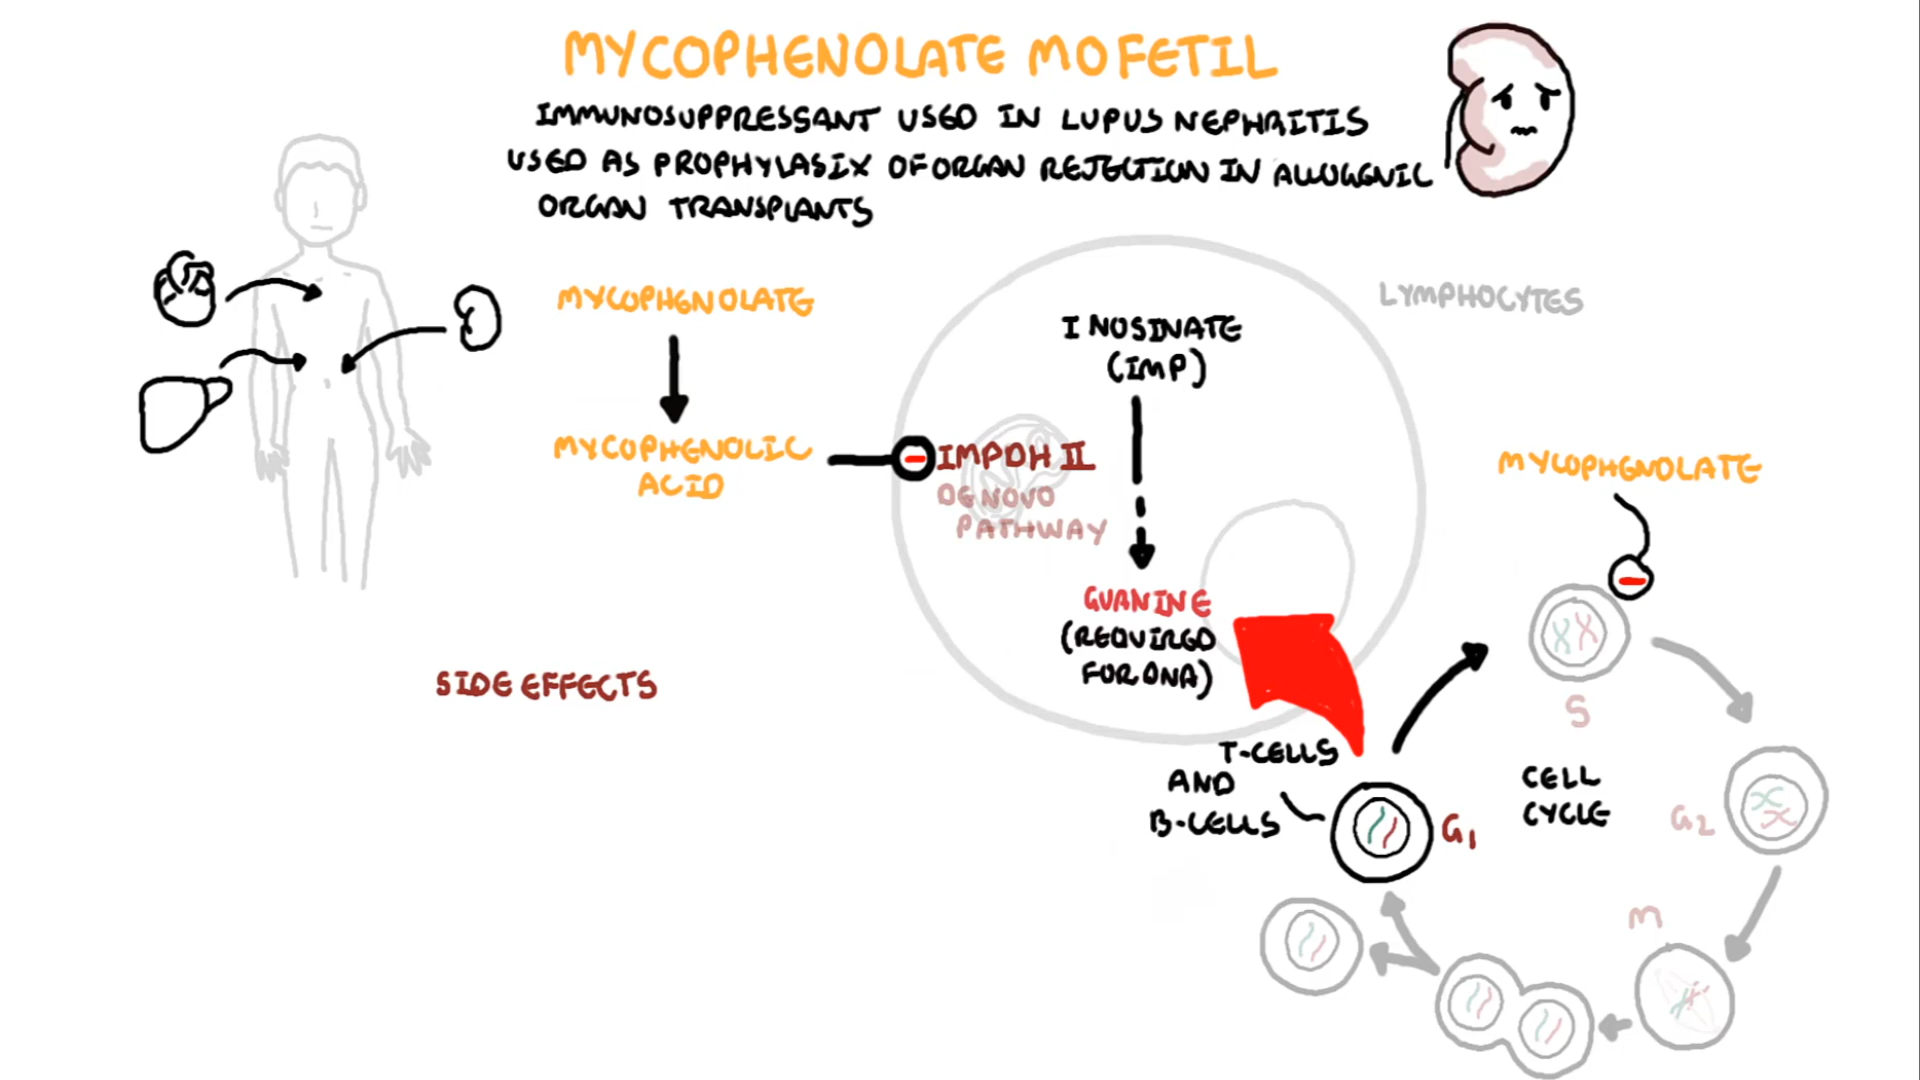 MYCOPHENOLATE MOFETIL
IMMUNOSUPPRESSANT USED IN LUPUS NEPHRITIS
USED AS PROPHYLASIX OF ORGAN REJECTION IN ALLOGENIC
ORGAN TRANSPLANTS
LYMPHOCYTES
MYCOPHENOLATE
INOSINATE
(IMP)
MYCOPHENOLIC
ACID
IMPDH II
DE NOVO
PATHWAY
MYCOPHENOLATE
GUANINE
(REQUIRED
FOR DNA)
SIDE EFFECTS
S
T-CELLS
AND
B-CELLS
G1
CELL
CYCLE
G2
M